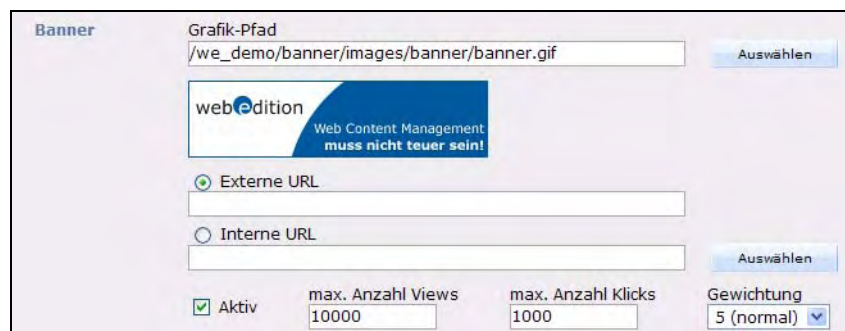 Banner
Grafik-Pfad
/we_demo/banner/images/banner/banner.gif
Auswählen
webedition
Web Content Management
muss nicht teuer sein!
Externe URL
Interne URL
Auswählen
Aktiv
max. Anzahl Views
10000
max. Anzahl Klicks
1000
Gewichtung
5 (normal)